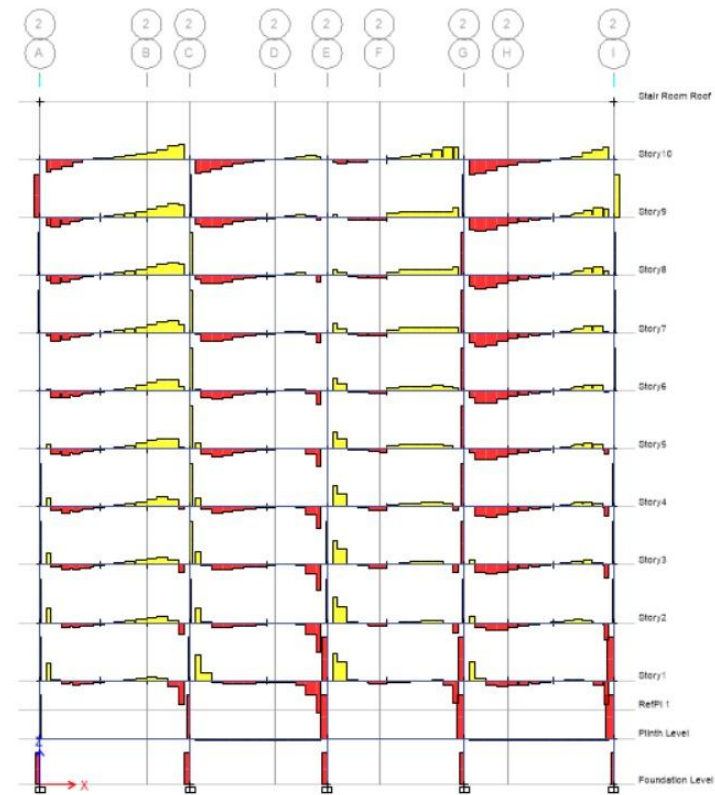 2 2 2 2 2 2 2 2 2
A B C D E F G H I
Stair Room Roof
Story10
Story9
Story8
Story7
Story6
Story5
Story4
Story3
Story2
Story1
RefPl 1
Plinth Level
Z
X
Foundation Level